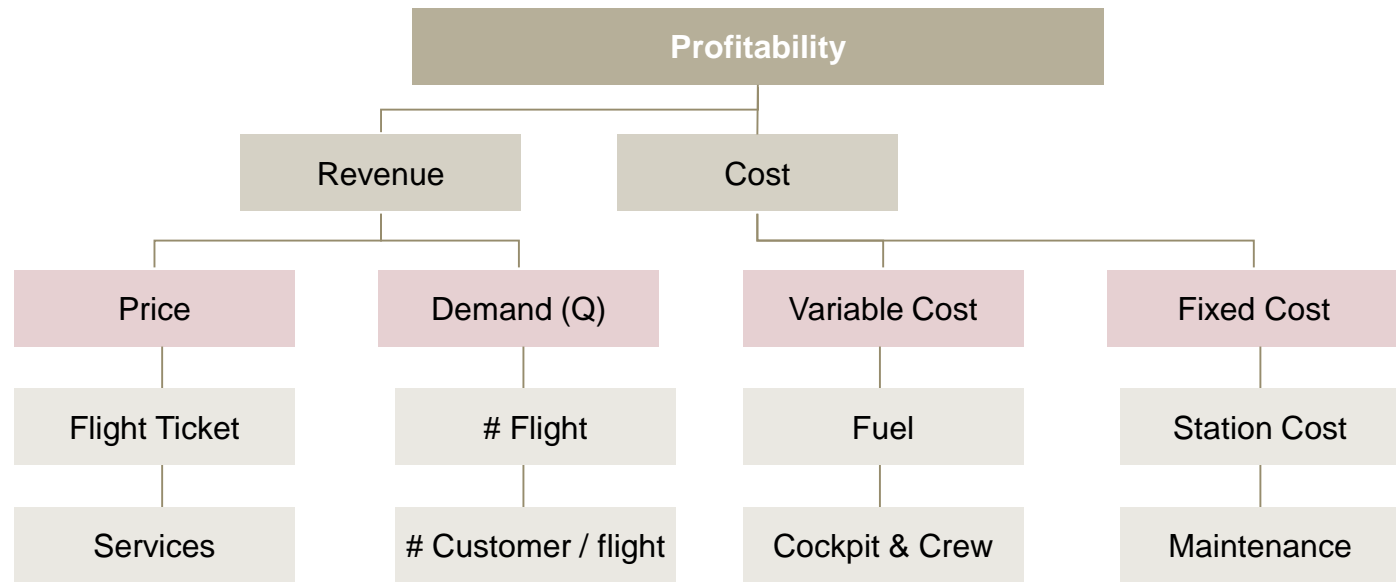 Profitability
Revenue
Cost
Price
Demand (Q)
Variable Cost
Fixed Cost
Flight Ticket
# Flight
Fuel
Station Cost
Services
# Customer / flight
Cockpit & Crew
Maintenance